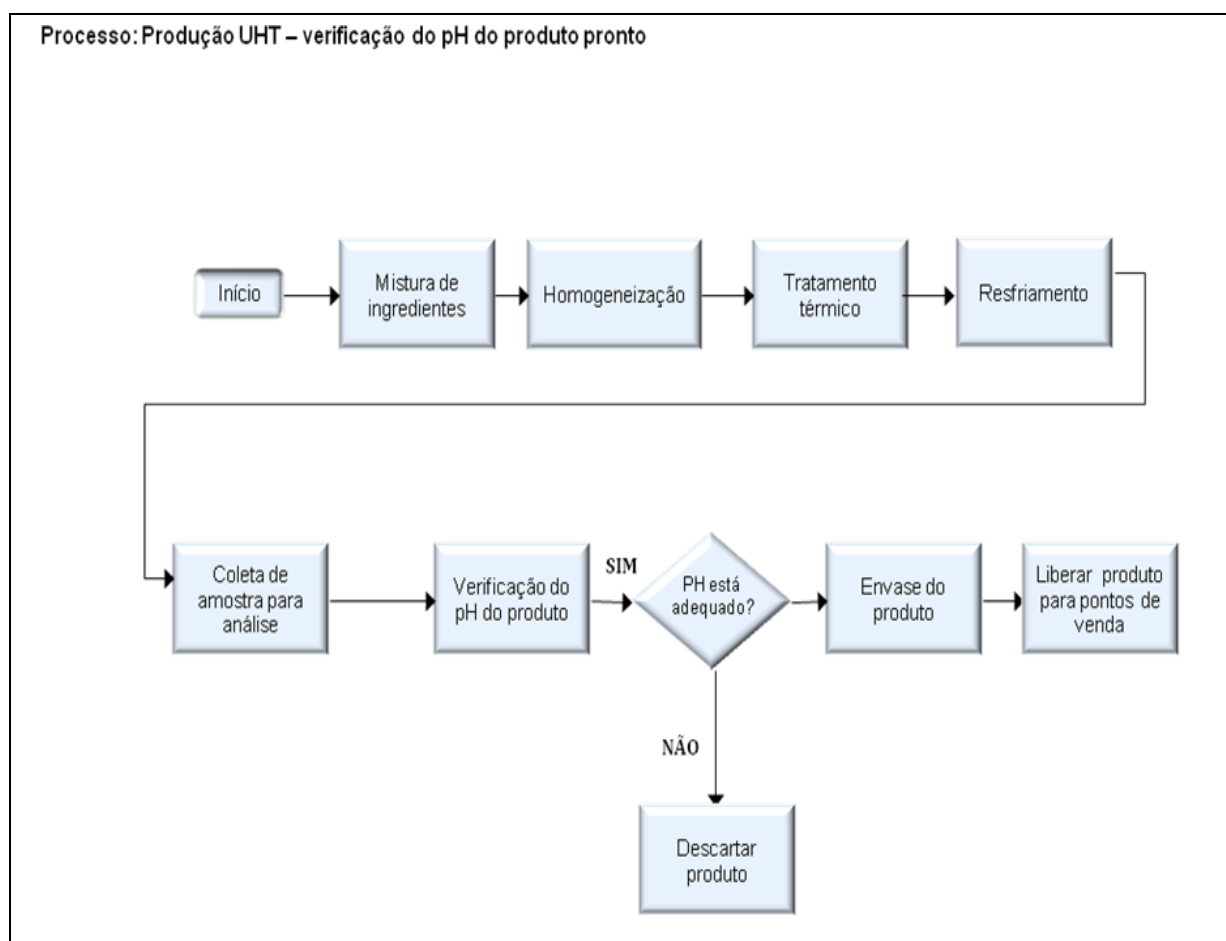 Processo: Produção UHT – verificação do pH do produto pronto
Início
Mistura de
ingredientes
Homogeneização
Tratamento
térmico
Resfriamento
Coleta de
amostra para
análise
Verificação do
pH do produto
SIM
PH está
adequado?
Envase do
produto
Liberar produto
para pontos de
venda
NÃO
Descartar
produto